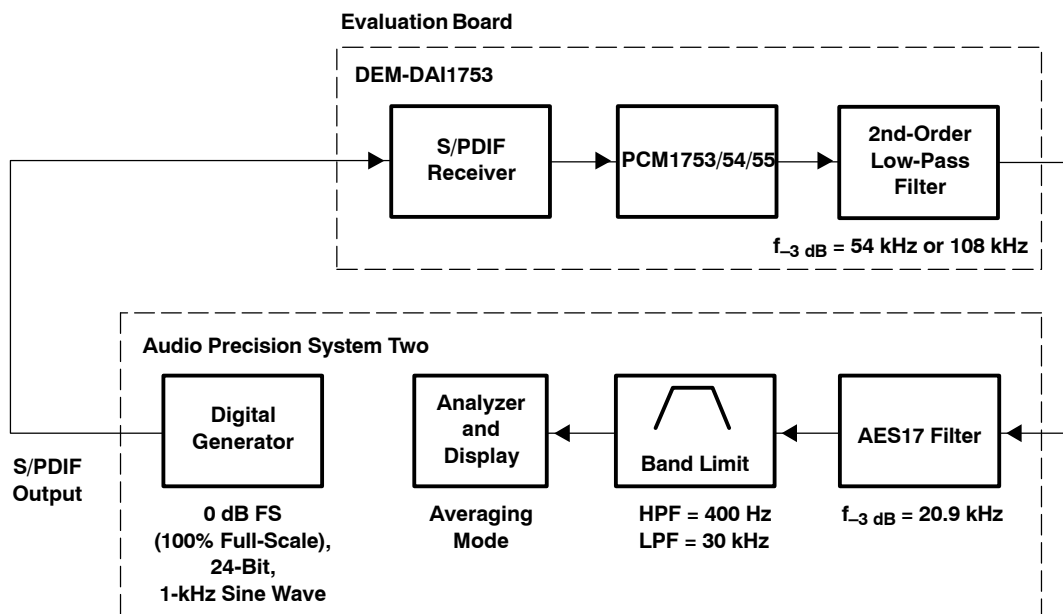 Evaluation Board
DEM-DAI1753
S/PDIF
Receiver
PCM1753/54/55
2nd-Order
Low-Pass
Filter
f–3 dB = 54 kHz or 108 kHz
Audio Precision System Two
Digital
Generator
Analyzer
and
Display
Band Limit
AES17 Filter
S/PDIF
Output
0 dB FS
(100% Full-Scale),
24-Bit,
1-kHz Sine Wave
Averaging
Mode
HPF = 400 Hz
LPF = 30 kHz
f–3 dB = 20.9 kHz